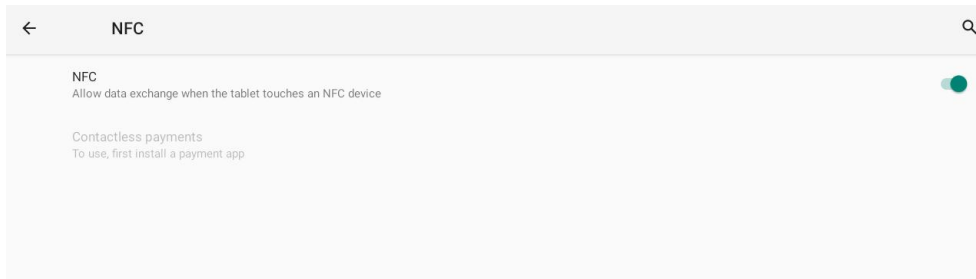 NFC
NFC
Allow data exchange when the tablet touches an NFC device
Contactless payments
To use, first install a payment app